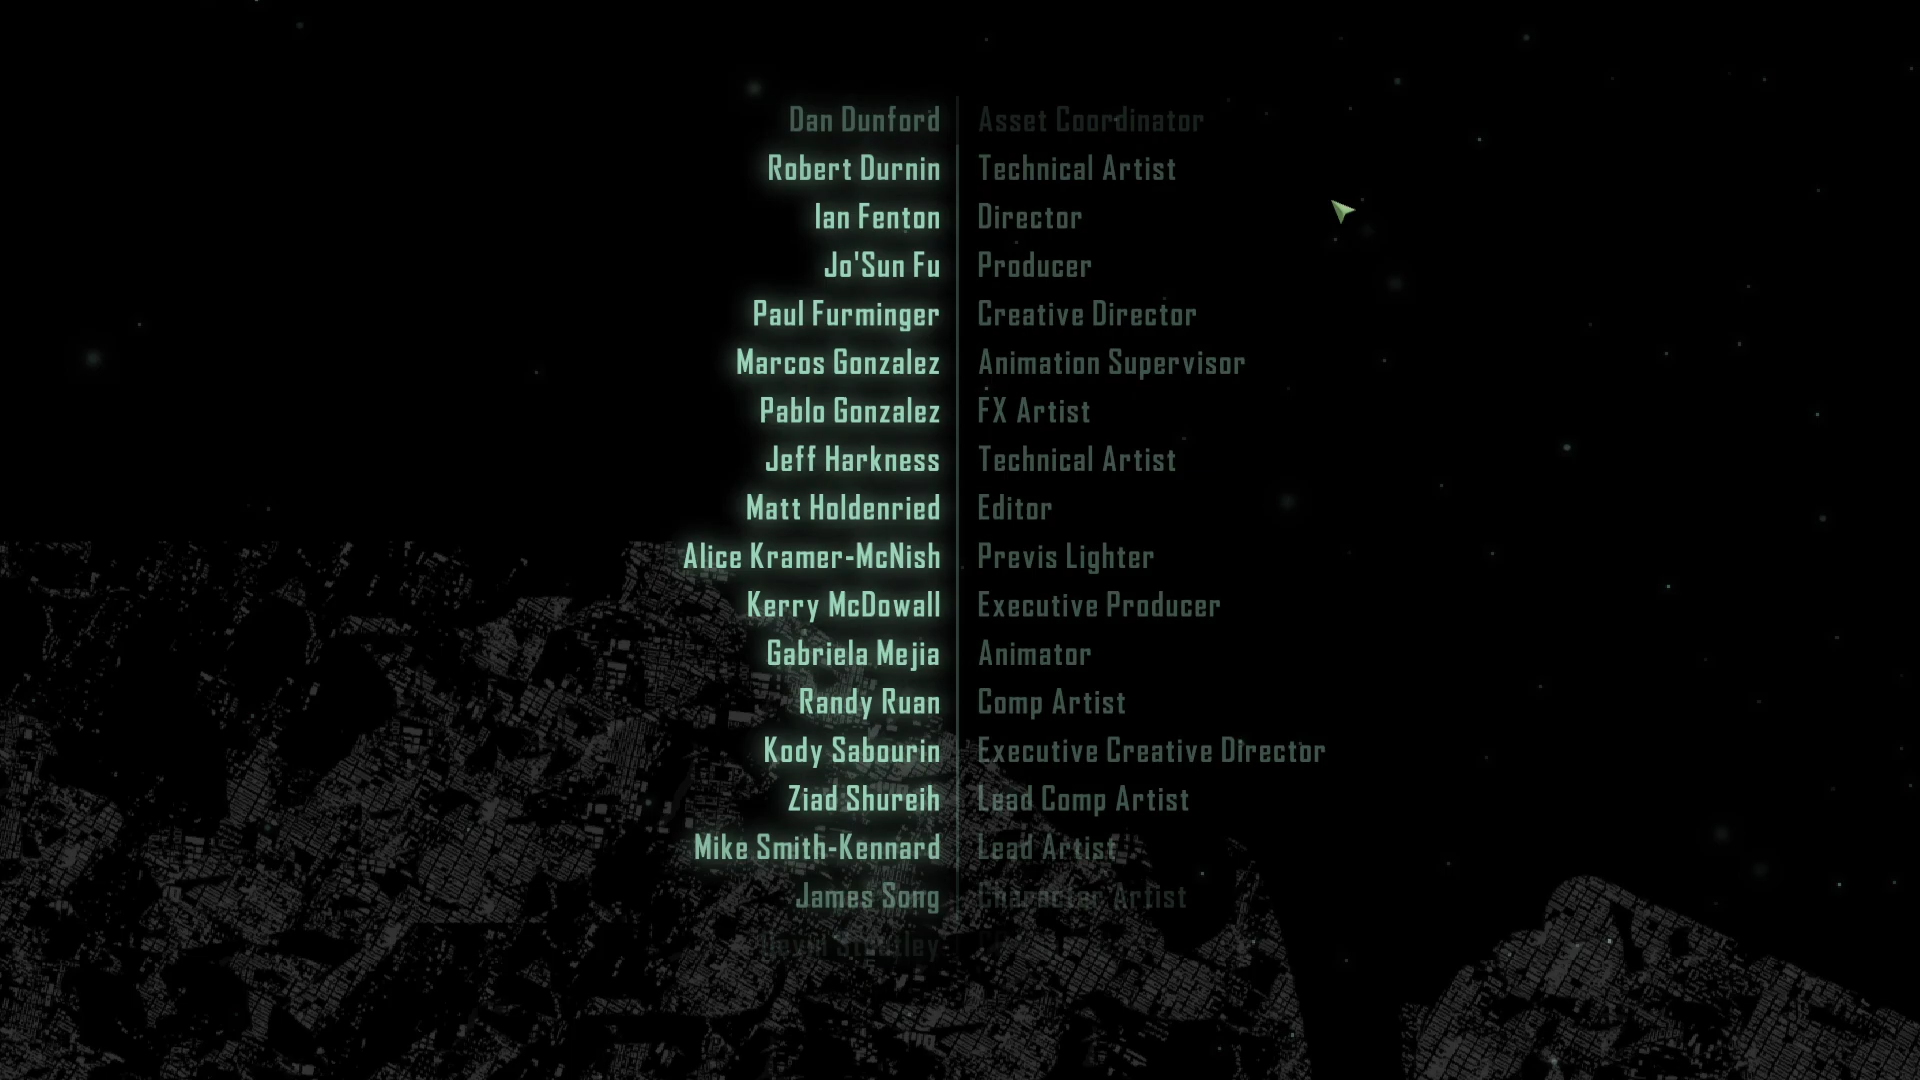 Dan Dunford Asset Coordinator
Robert Durnin Technical Artist
Ian Fenton Director
Jo'Sun Fu Producer
Paul Furminger Creative Director
Marcos Gonzalez Animation Supervisor
Pablo Gonzalez FX Artist
Jeff Harkness Technical Artist
Matt Holdenried Editor
Alice Kramer-McNish Previs Lighter
Kerry McDowall Executive Producer
Gabriela Mejia Animator
Randy Ruan Comp Artist
Kody Sabourin Executive Creative Director
Ziad Shureih Lead Comp Artist
Mike Smith-Kennard Lead Artist
James Song Character Artist